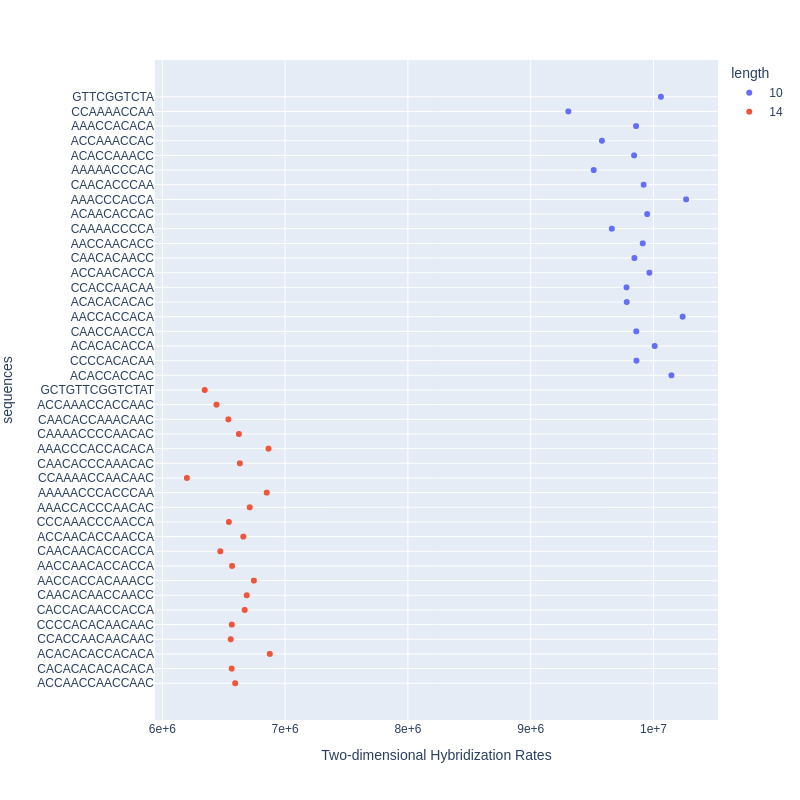 length
10
14
GTTCGGTCTA
CCAAAACCAA
AAACCACACA
ACCAAACCAC
ACACCAAACC
AAAAACCCAC
CAACACCCAA
AAACCCACCA
ACAACACCAC
CAAAACCCCA
AACCAACACC
CAACACAACC
ACCAACACCA
CCACCAACAA
ACACACACAC
AACCACCACA
CAACCAACCA
ACACACACCA
CCCCACACAA
ACACCACCAC
GCTGTTCGGTCTAT
ACCAAACCACCAAC
CAACACCAAACAAC
CAAAACCCCAACAC
AAACCCACCACACA
CAACACCCAAACAC
CCAAAACCAACAAC
AAAAACCCACCCAA
AAACCACCCAACAC
CCCAAACCCAACCA
ACCAACACCAACCA
CAACAACACCACCA
AACCAACACCACCA
AACCACCACAAACC
CAACACAACCAACC
CACCACAACCACCA
CCCCACACAACAAC
CCACCAACAACAAC
ACACACACCACACA
CACACACACACACA
ACCAACCAACCAAC
sequences
6e+6 7e+6 8e+6 9e+6 1e+7
Two-dimensional Hybridization Rates